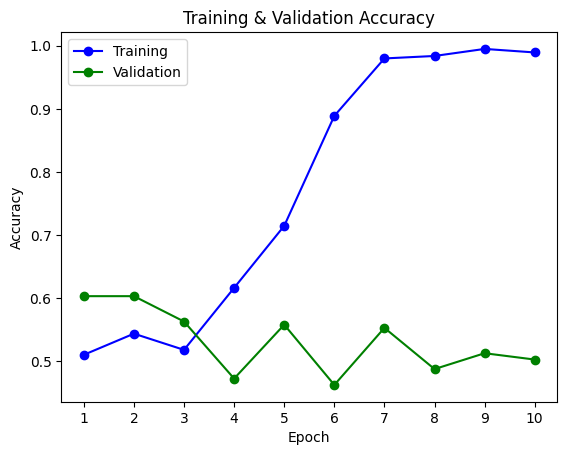 Training & Validation Accuracy
Training
Validation
1.0
0.9
0.8
0.7
0.6
0.5
Accuracy
1 2 3 4 5 6 7 8 9 10
Epoch